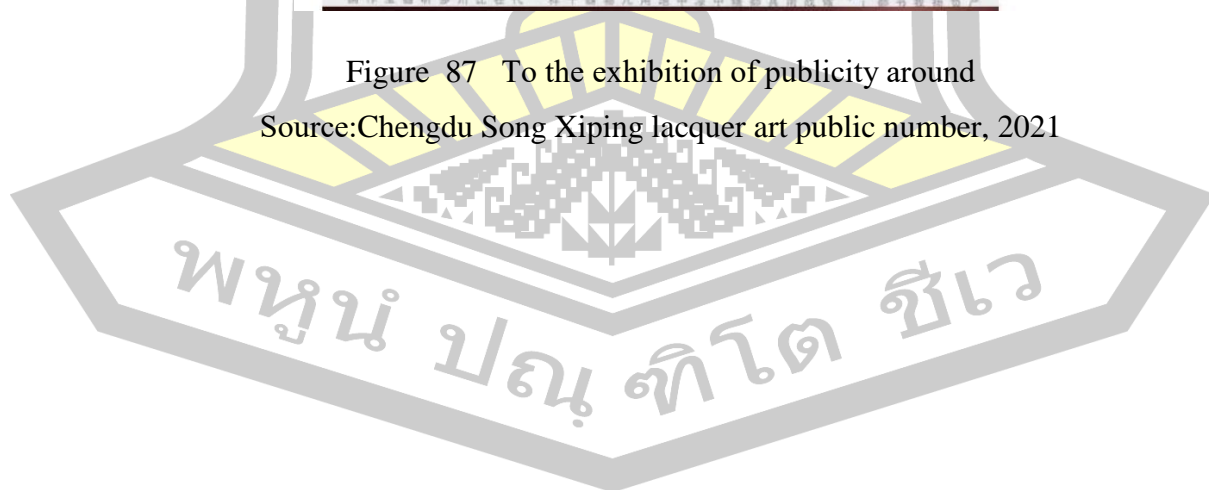 Figure 87 To the exhibition of publicity around
Source:Chengdu Song Xiping lacquer art public number, 2021
พหูนํ ปณฺฑิโต ชีเว